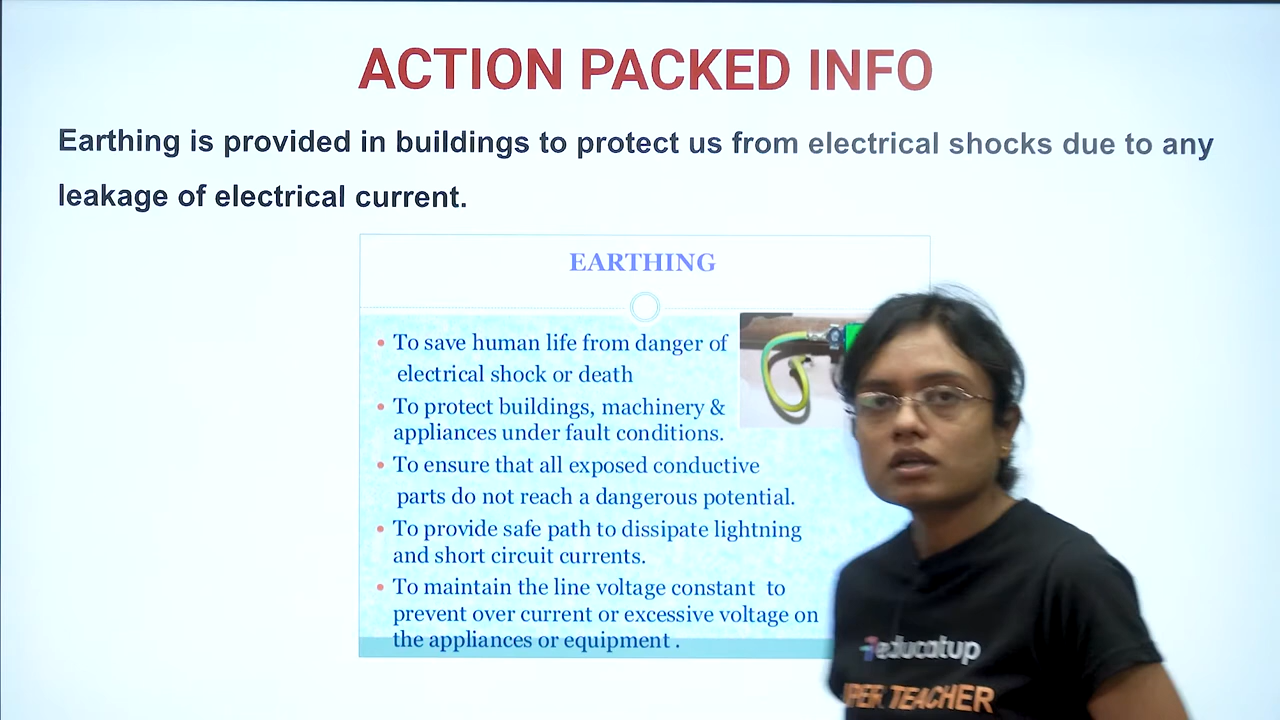 ACTION PACKED INFO
Earthing is provided in buildings to protect us from electrical shocks due to any
leakage of electrical current.
EARTHING
• To save human life from danger of
electrical shock or death
• To protect buildings, machinery &
appliances under fault conditions.
• To ensure that all exposed conductive
parts do not reach a dangerous potential.
• To provide safe path to dissipate lightning
and short circuit currents.
• To maintain the line voltage constant to
prevent over current or excessive voltage on
the appliances or equipment .
educatup
TEACHER